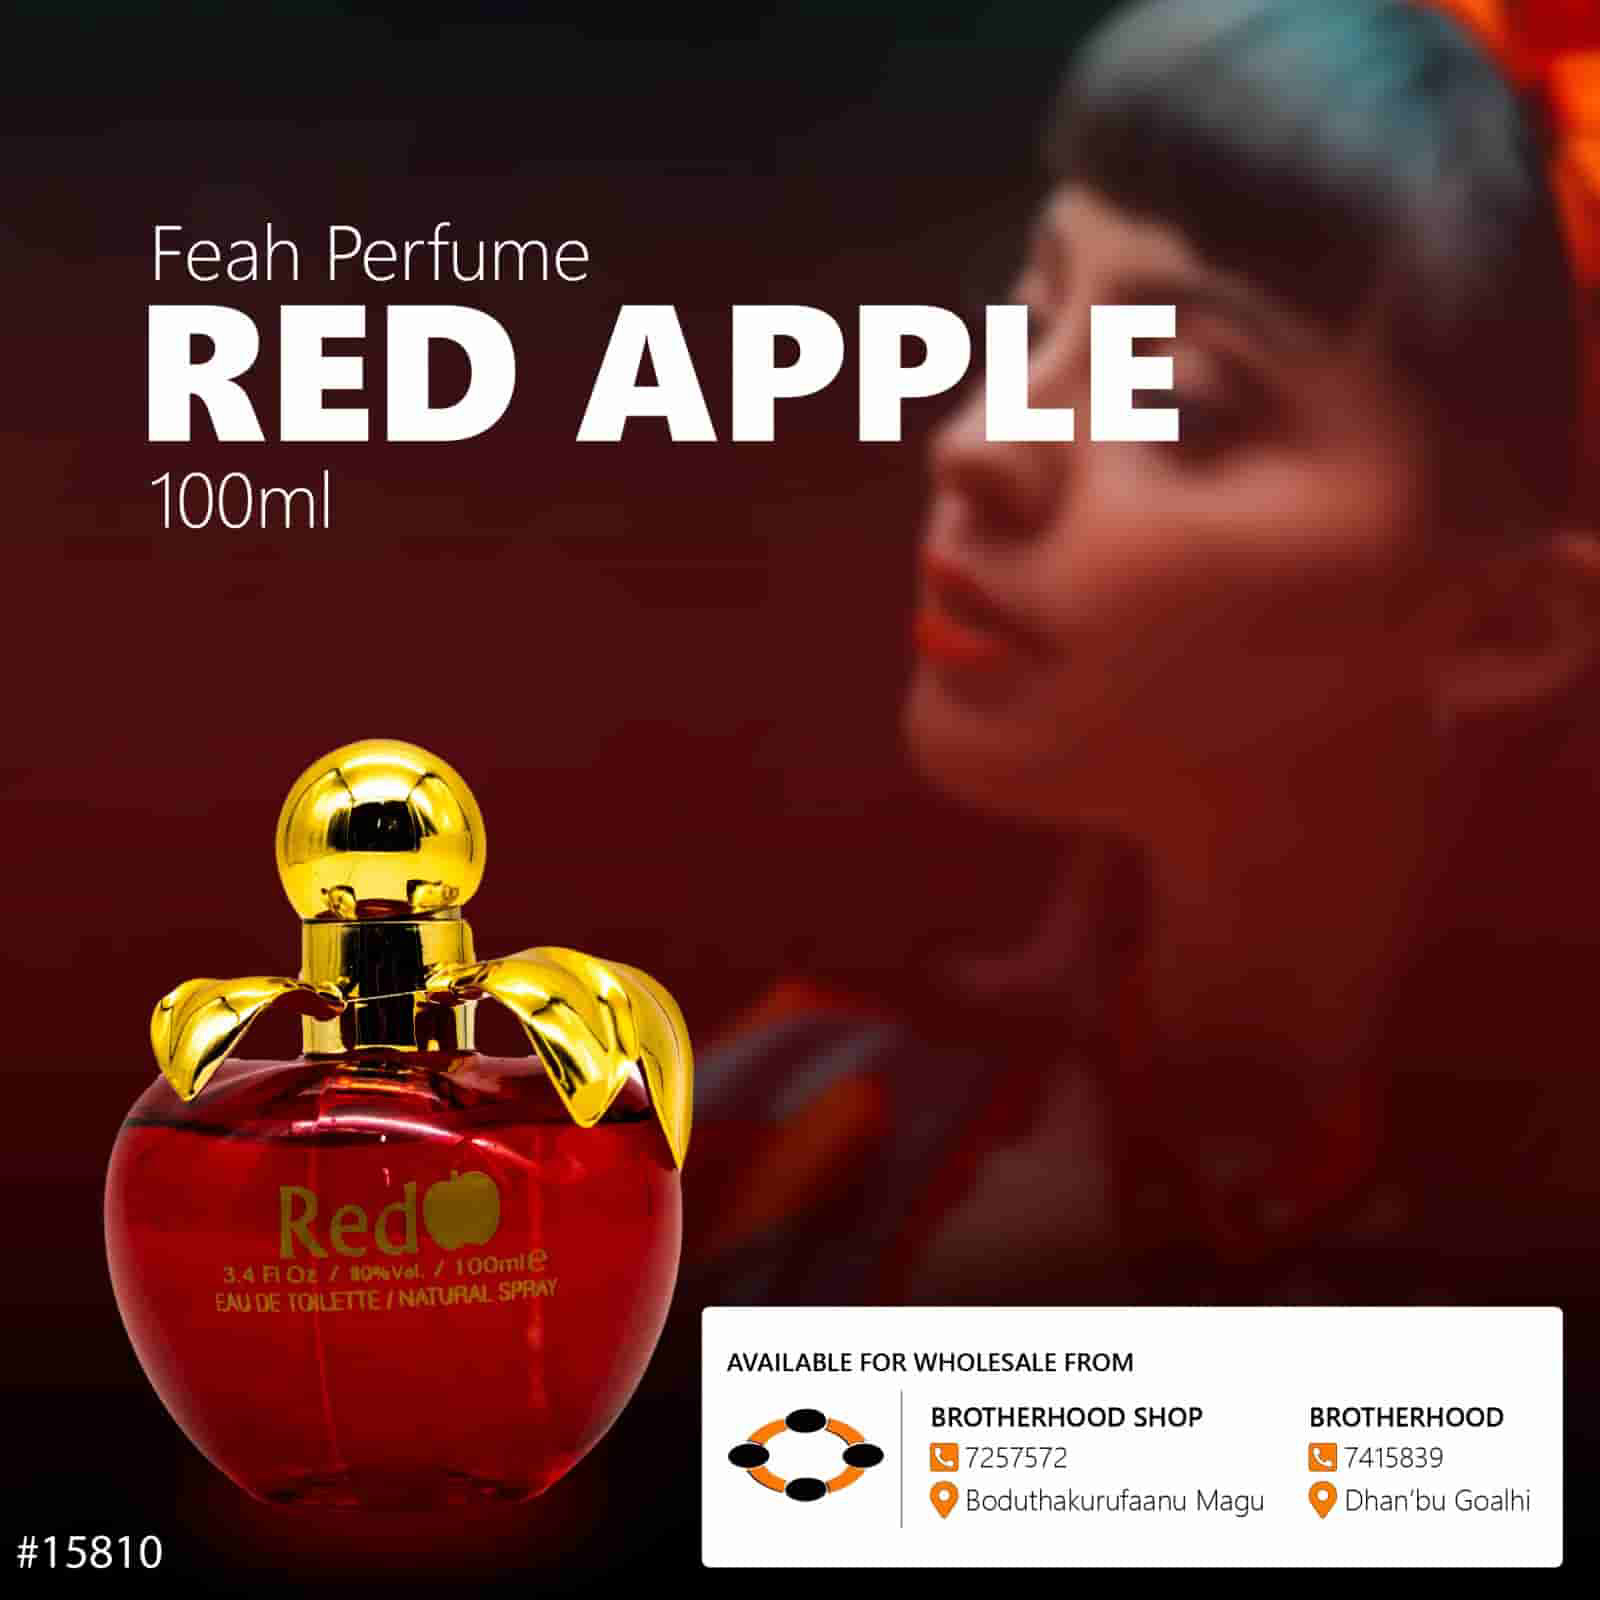 Feah Perfume
RED APPLE
100ml
Red
3.4 Fl Oz / 80%Vol. / 100ml e
EAU DE TOILETTE / NATURAL SPRAY
AVAILABLE FOR WHOLESALE FROM
BROTHERHOOD SHOP
7257572
Boduthakurufaanu Magu
BROTHERHOOD
7415839
Dhan'bu Goalhi
#15810